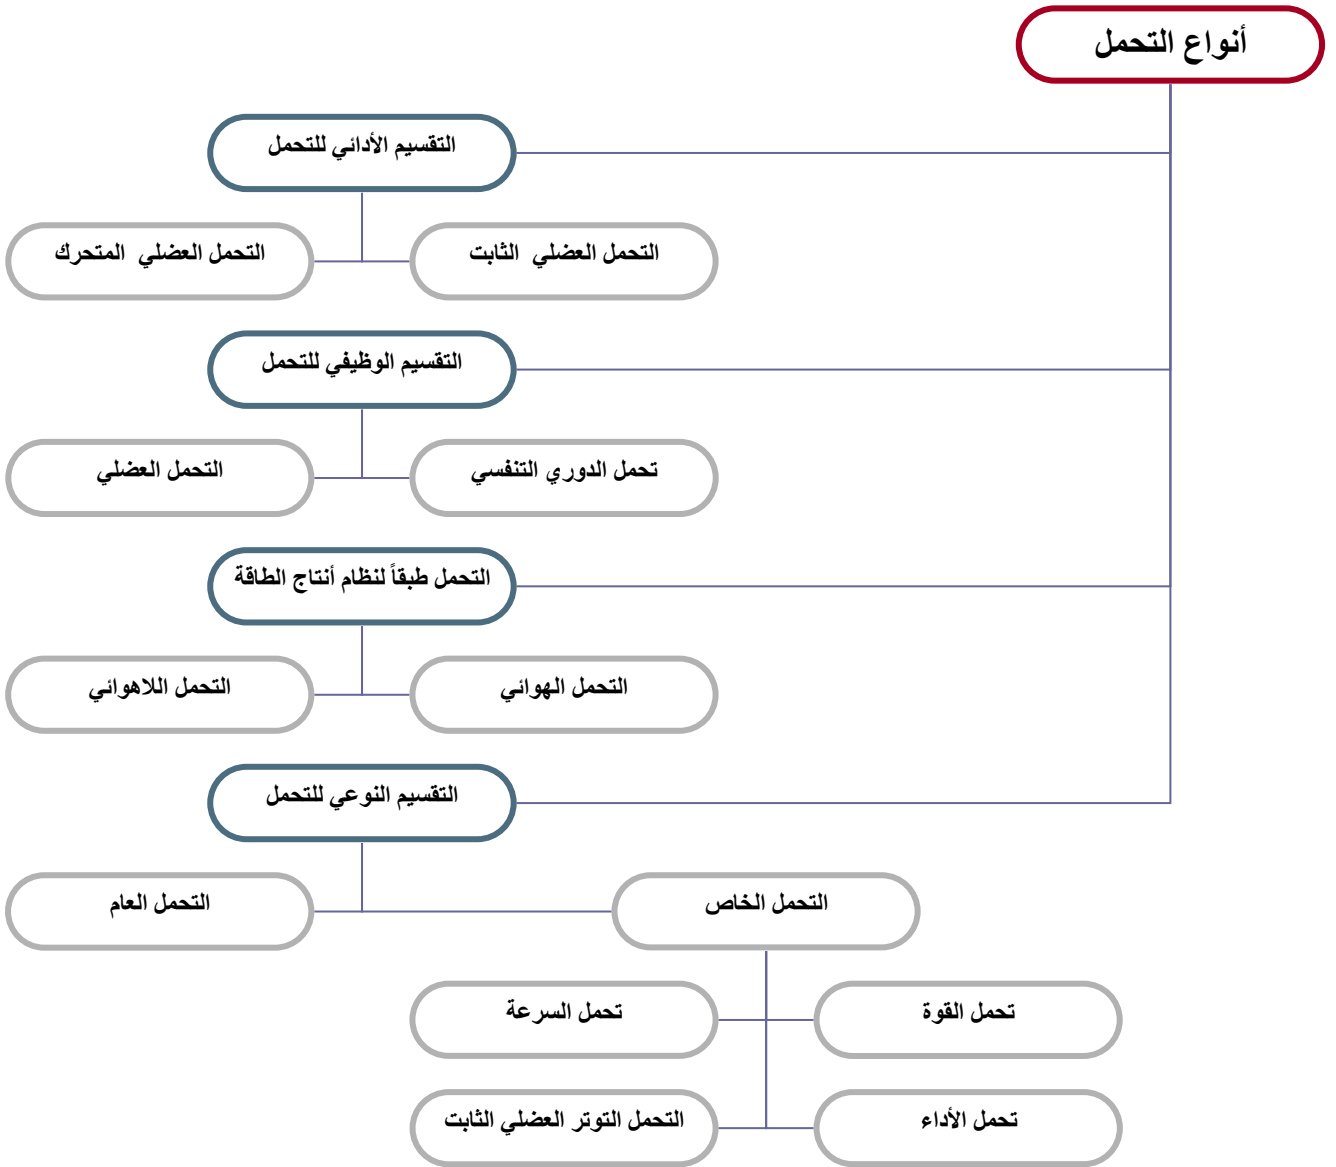 أنواع التحمل
التقسيم الأدائي للتحمل
التحمل العضلي الثابت
التحمل العضلي المتحرك
التقسيم الوظيفي للتحمل
تحمل الدوري التنفسي
التحمل العضلي
التحمل طبقاً لنظام أنتاج الطاقة
التحمل الهوائي
التحمل اللاهوائي
التقسيم النوعي للتحمل
التحمل الخاص
التحمل العام
تحمل القوة
تحمل السرعة
تحمل الأداء
التحمل التوتر العضلي الثابت